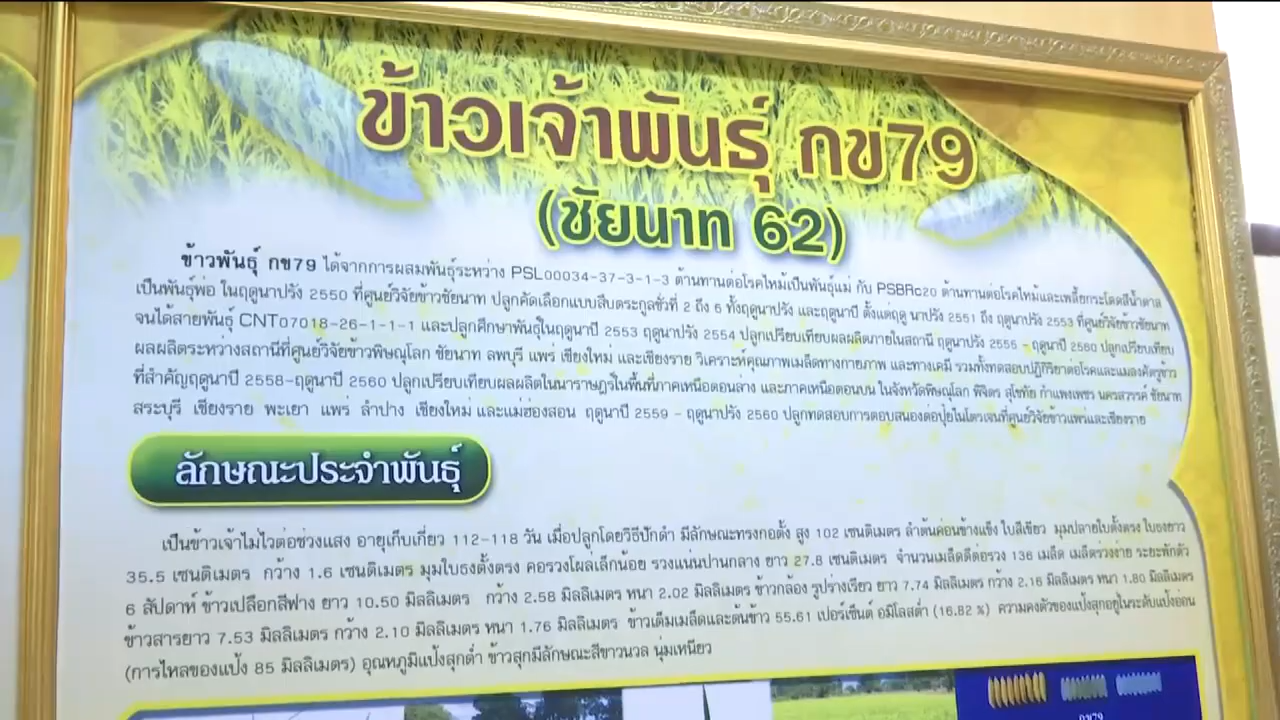 ข้าวเจ้าพันธุ์ กข79
(ชัยนาท 62)
ข้าวพันธุ์ กข79 ได้จากการผสมพันธุ์ระหว่าง PSL00034-37-3-1-3 ต้านทานต่อโรคไหม้เป็นพันธุ์แม่ กับ PSBRc20 ต้านทานต่อโรคไหม้และเพลี้ยกระโดดสีน้ำตาล
เป็นพันธุ์พ่อ ในฤดูนาปรัง 2550 ที่ศูนย์วิจัยข้าวชัยนาท ปลูกคัดเลือกแบบสืบตระกูลชั่วที่ 2 ถึง 6 ทั้งฤดูนาปรัง และฤดูนาปี ตั้งแต่ฤดู นาปรัง 2551 ถึง ฤดูนาปรัง 2553 ที่ศูนย์วิจัยข้าวชัยนาท
จนได้สายพันธุ์ CNT07018-26-1-1-1 และปลูกศึกษาพันธุ์ในฤดูนาปี 2553 ฤดูนาปรัง 2554 ปลูกเปรียบเทียบผลผลิตภายในสถานี ฤดูนาปรัง 2555 - ฤดูนาปี 2560 ปลูกเปรียบเทียบ
ผลผลิตระหว่างสถานีที่ศูนย์วิจัยข้าวพิษณุโลก ชัยนาท ลพบุรี แพร่ เชียงใหม่ และเชียงราย วิเคราะห์คุณภาพเมล็ดทางกายภาพ และทางเคมี รวมทั้งทดสอบปฏิกิริยาต่อโรคและแมลงศัตรูข้าว
ที่สำคัญฤดูนาปี 2558-ฤดูนาปี 2560 ปลูกเปรียบเทียบผลผลิตในนาราษฎร์ในพื้นที่ภาคเหนือตอนล่าง และภาคเหนือตอนบน ในจังหวัดพิษณุโลก พิจิตร สุโขทัย กำแพงเพชร นครสวรรค์ ชัยนาท
สระบุรี เชียงราย พะเยา แพร่ ลำปาง เชียงใหม่ และแม่ฮ่องสอน ฤดูนาปี 2559 - ฤดูนาปรัง 2560 ปลูกทดสอบการตอบสนองต่อปุ๋ยไนโตรเจนที่ศูนย์วิจัยข้าวแพร่และเชียงราย
ลักษณะประจำพันธุ์
เป็นข้าวเจ้าไม่ไวต่อช่วงแสง อายุเก็บเกี่ยว 112-118 วัน เมื่อปลูกโดยวิธีปักดำ มีลักษณะทรงกอตั้ง สูง 102 เซนติเมตร ลำต้นค่อนข้างแข็ง ใบสีเขียว มุมปลายใบตั้งตรง ใบธงยาว
35.5 เซนติเมตร กว้าง 1.6 เซนติเมตร มุมใบธงตั้งตรง คอรวงโผล่เล็กน้อย รวงแน่นปานกลาง ยาว 27.8 เซนติเมตร จำนวนเมล็ดดีต่อรวง 136 เมล็ด เมล็ดร่วงง่าย ระยะพักตัว
6 สัปดาห์ ข้าวเปลือกสีฟาง ยาว 10.50 มิลลิเมตร กว้าง 2.58 มิลลิเมตร หนา 2.02 มิลลิเมตร ข้าวกล้อง รูปร่างเรียว ยาว 7.74 มิลลิเมตร กว้าง 2.16 มิลลิเมตร หนา 1.80 มิลลิเมตร
ข้าวสารยาว 7.53 มิลลิเมตร กว้าง 2.10 มิลลิเมตร หนา 1.76 มิลลิเมตร ข้าวเต็มเมล็ดและต้นข้าว 55.61 เปอร์เซ็นต์ อมิโลสต่ำ (16.82 %) ความคงตัวของแป้งสุกอยู่ในระดับแป้งอ่อน
(การไหลของแป้ง 85 มิลลิเมตร) อุณหภูมิแป้งสุกต่ำ ข้าวสุกมีลักษณะสีขาวนวล นุ่มเหนียว
กข79